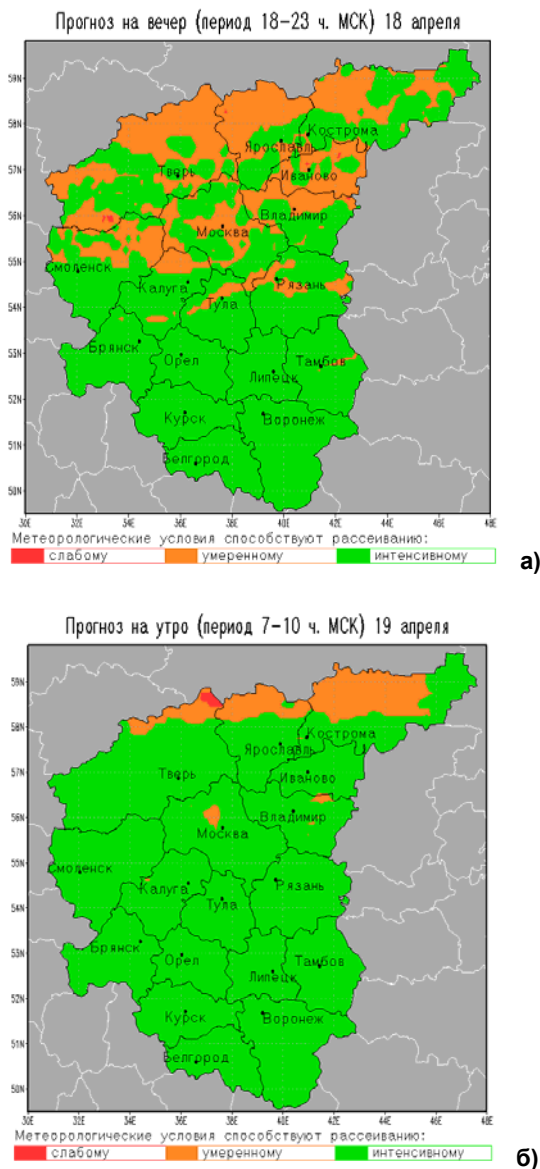 Прогноз на вечер (период 18–23 ч. МСК) 18 апреля
59N
58N
57N
56N
55N
54N
53N
52N
51N
50N
Кострома
Ярославль
Иваново
Тверь
Владимир
Москва
Смоленск
Калуга
Рязань
Тула
Брянск
Орел
Тамбов
Липецк
Курск
Воронеж
Белгород
30E 32E 34E 36E 38E 40E 42E 44E 46E 48E
Метеорологические условия способствуют рассеиванию:
слабому умеренному интенсивному
а)
Прогноз на утро (период 7–10 ч. МСК) 19 апреля
59N
58N
57N
56N
55N
54N
53N
52N
51N
50N
Кострома
Ярославль
Иваново
Тверь
Владимир
Москва
Смоленск
Калуга
Рязань
Тула
Брянск
Орел
Тамбов
Липецк
Курск
Воронеж
Белгород
30E 32E 34E 36E 38E 40E 42E 44E 46E 48E
Метеорологические условия способствуют рассеиванию:
слабому умеренному интенсивному
б)